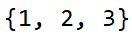 {1, 2, 3}